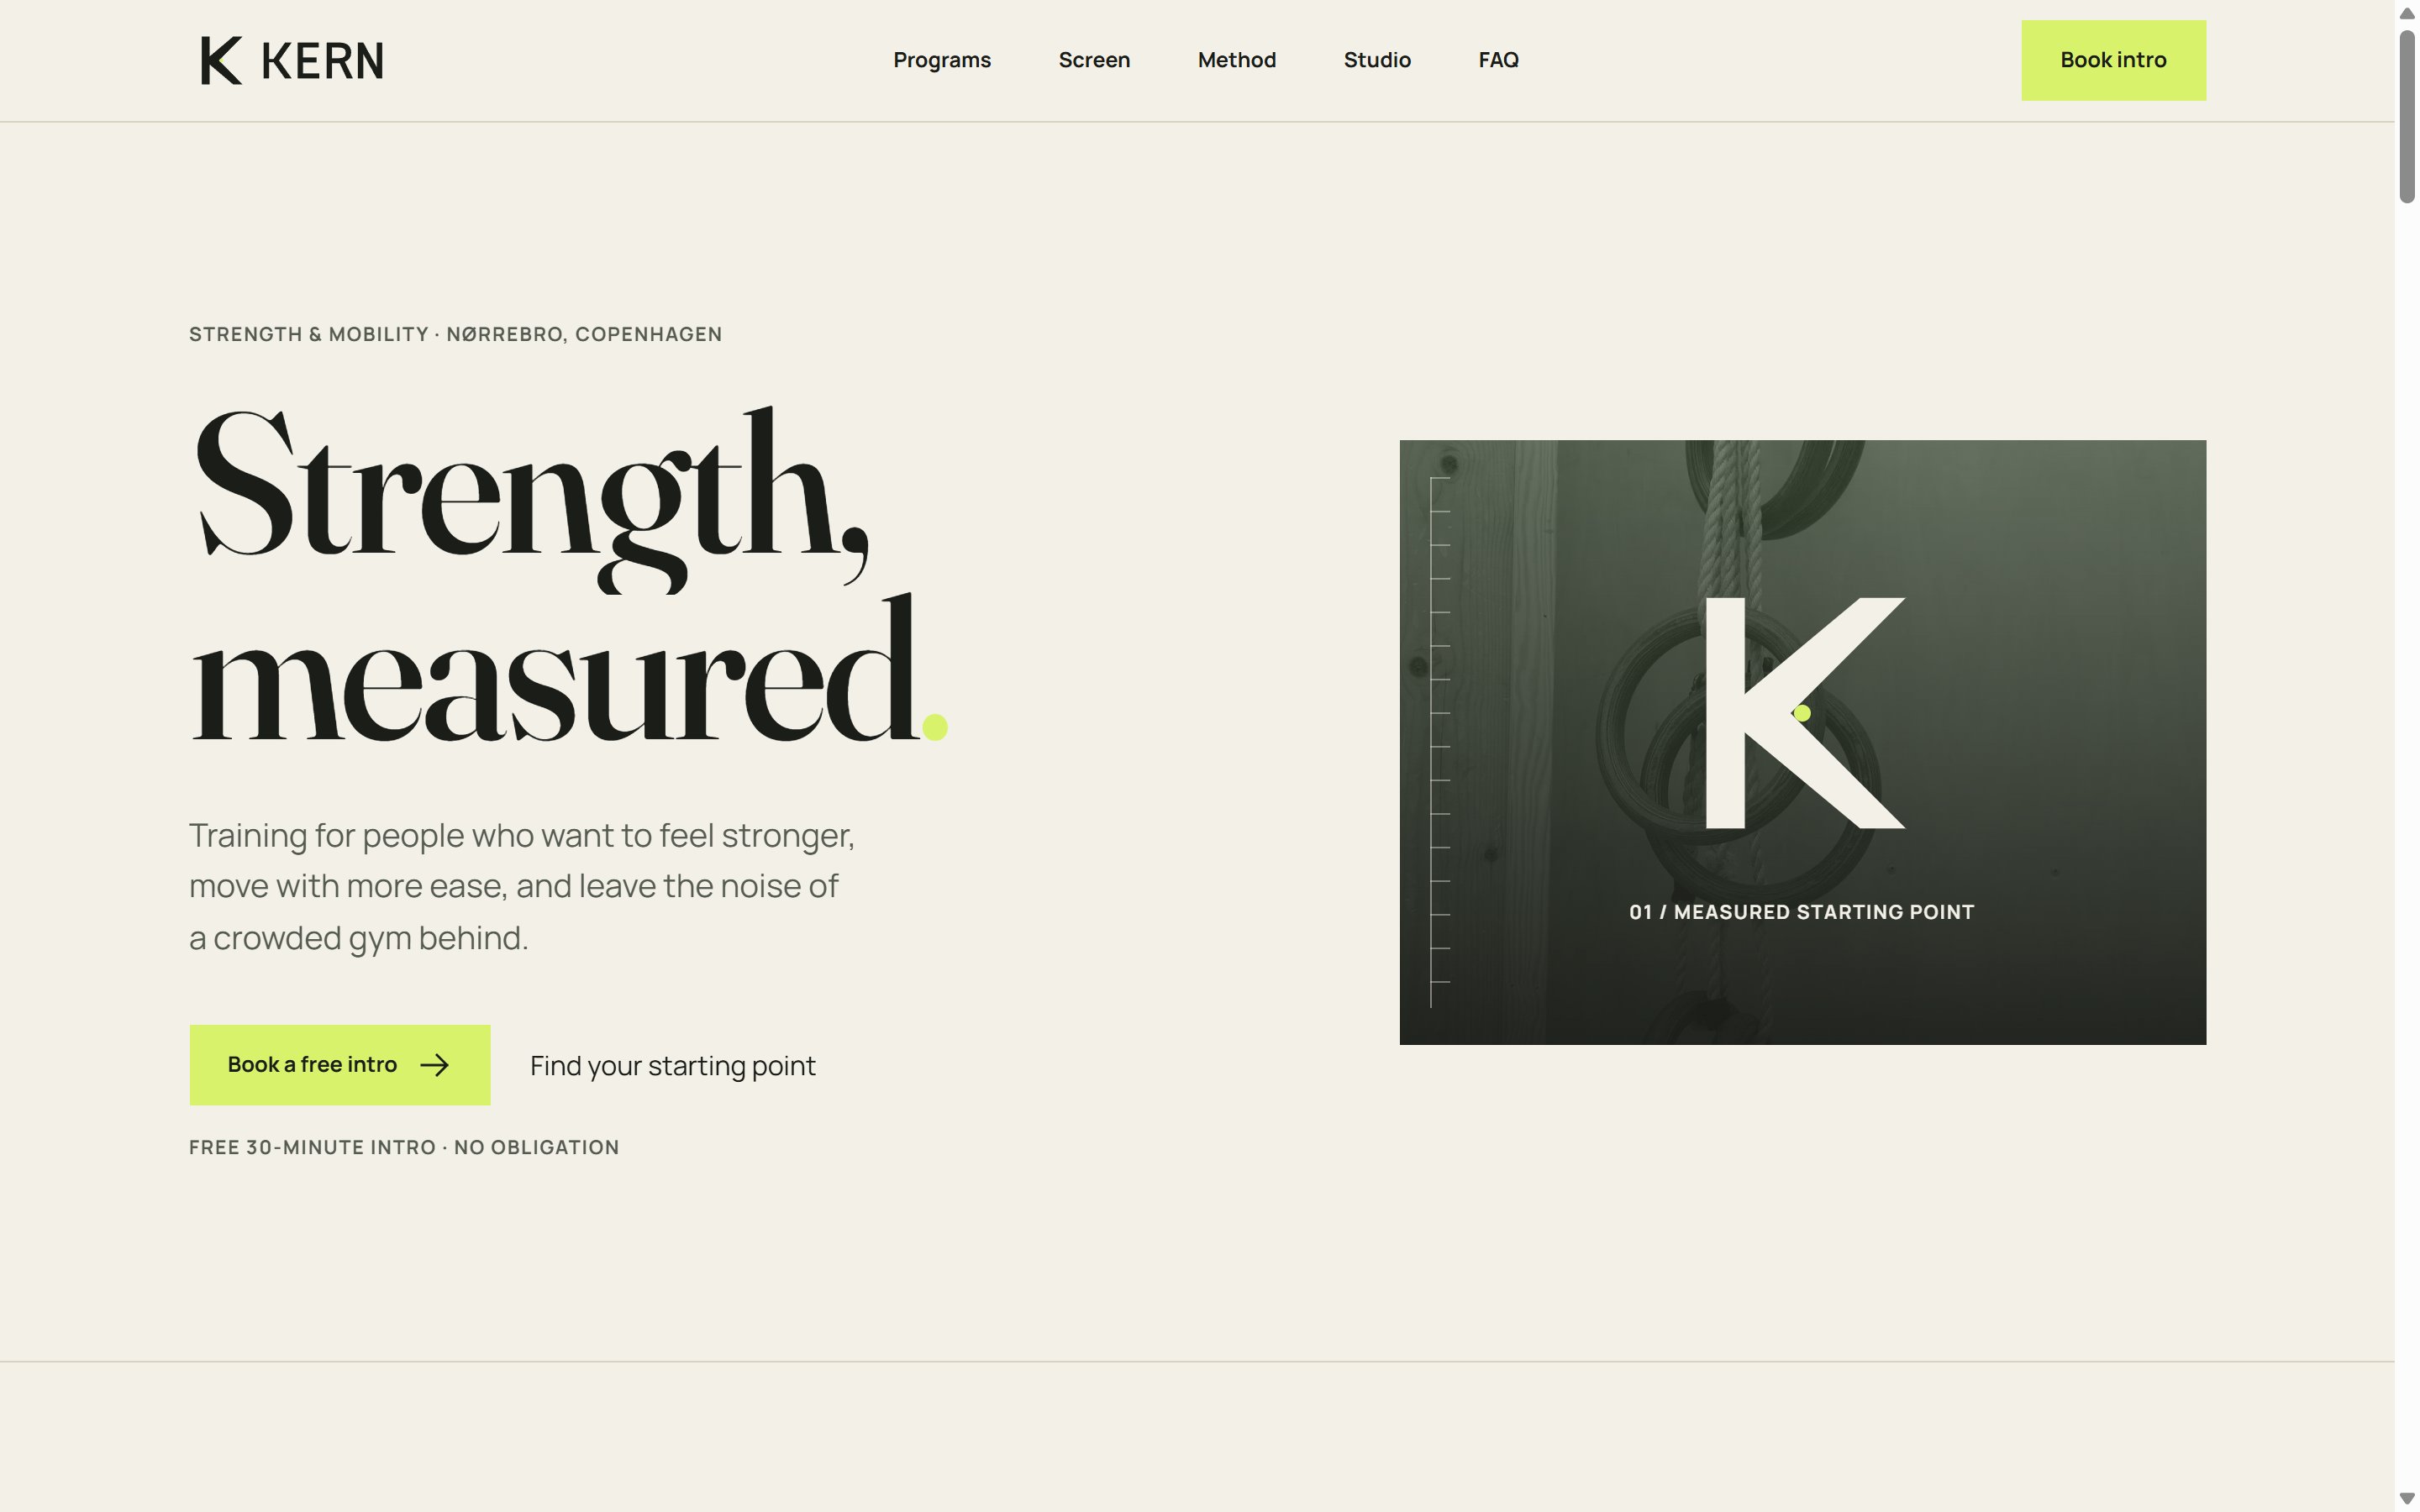 K KERN
Programs
Screen
Method
Studio
FAQ
Book intro
STRENGTH & MOBILITY · NØRREBRO, COPENHAGEN
Strength,
measured.
Training for people who want to feel stronger,
move with more ease, and leave the noise of
a crowded gym behind.
Book a free intro →
Find your starting point
FREE 30-MINUTE INTRO · NO OBLIGATION
K
01 / MEASURED STARTING POINT